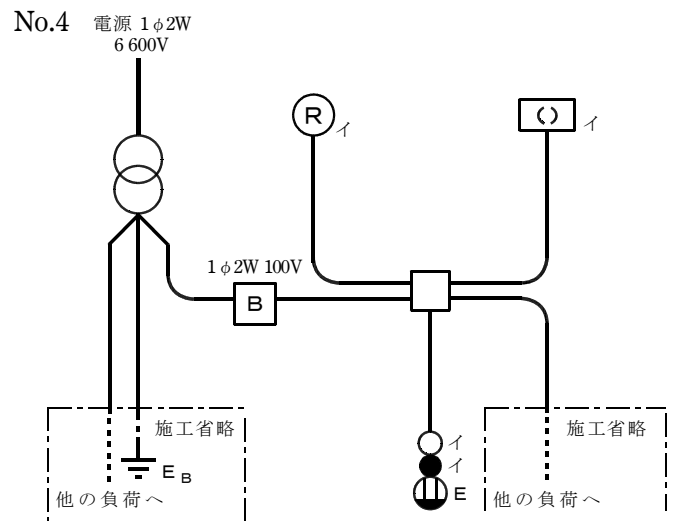 No.4 電源 1φ2W
6 600V
R
イ
()
イ
1φ2W 100V
B
施工省略
E B
他の負荷へ
イ
イ
E
施工省略
他の負荷へ